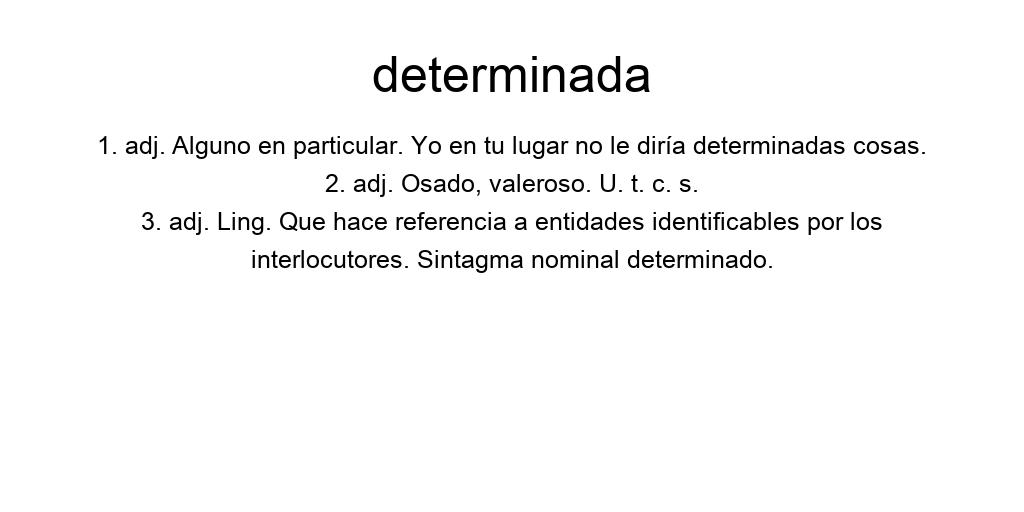 determinada
1. adj. Alguno en particular. Yo en tu lugar no le diría determinadas cosas.
2. adj. Osado, valeroso. U. t. c. s.
3. adj. Ling. Que hace referencia a entidades identificables por los
interlocutores. Sintagma nominal determinado.